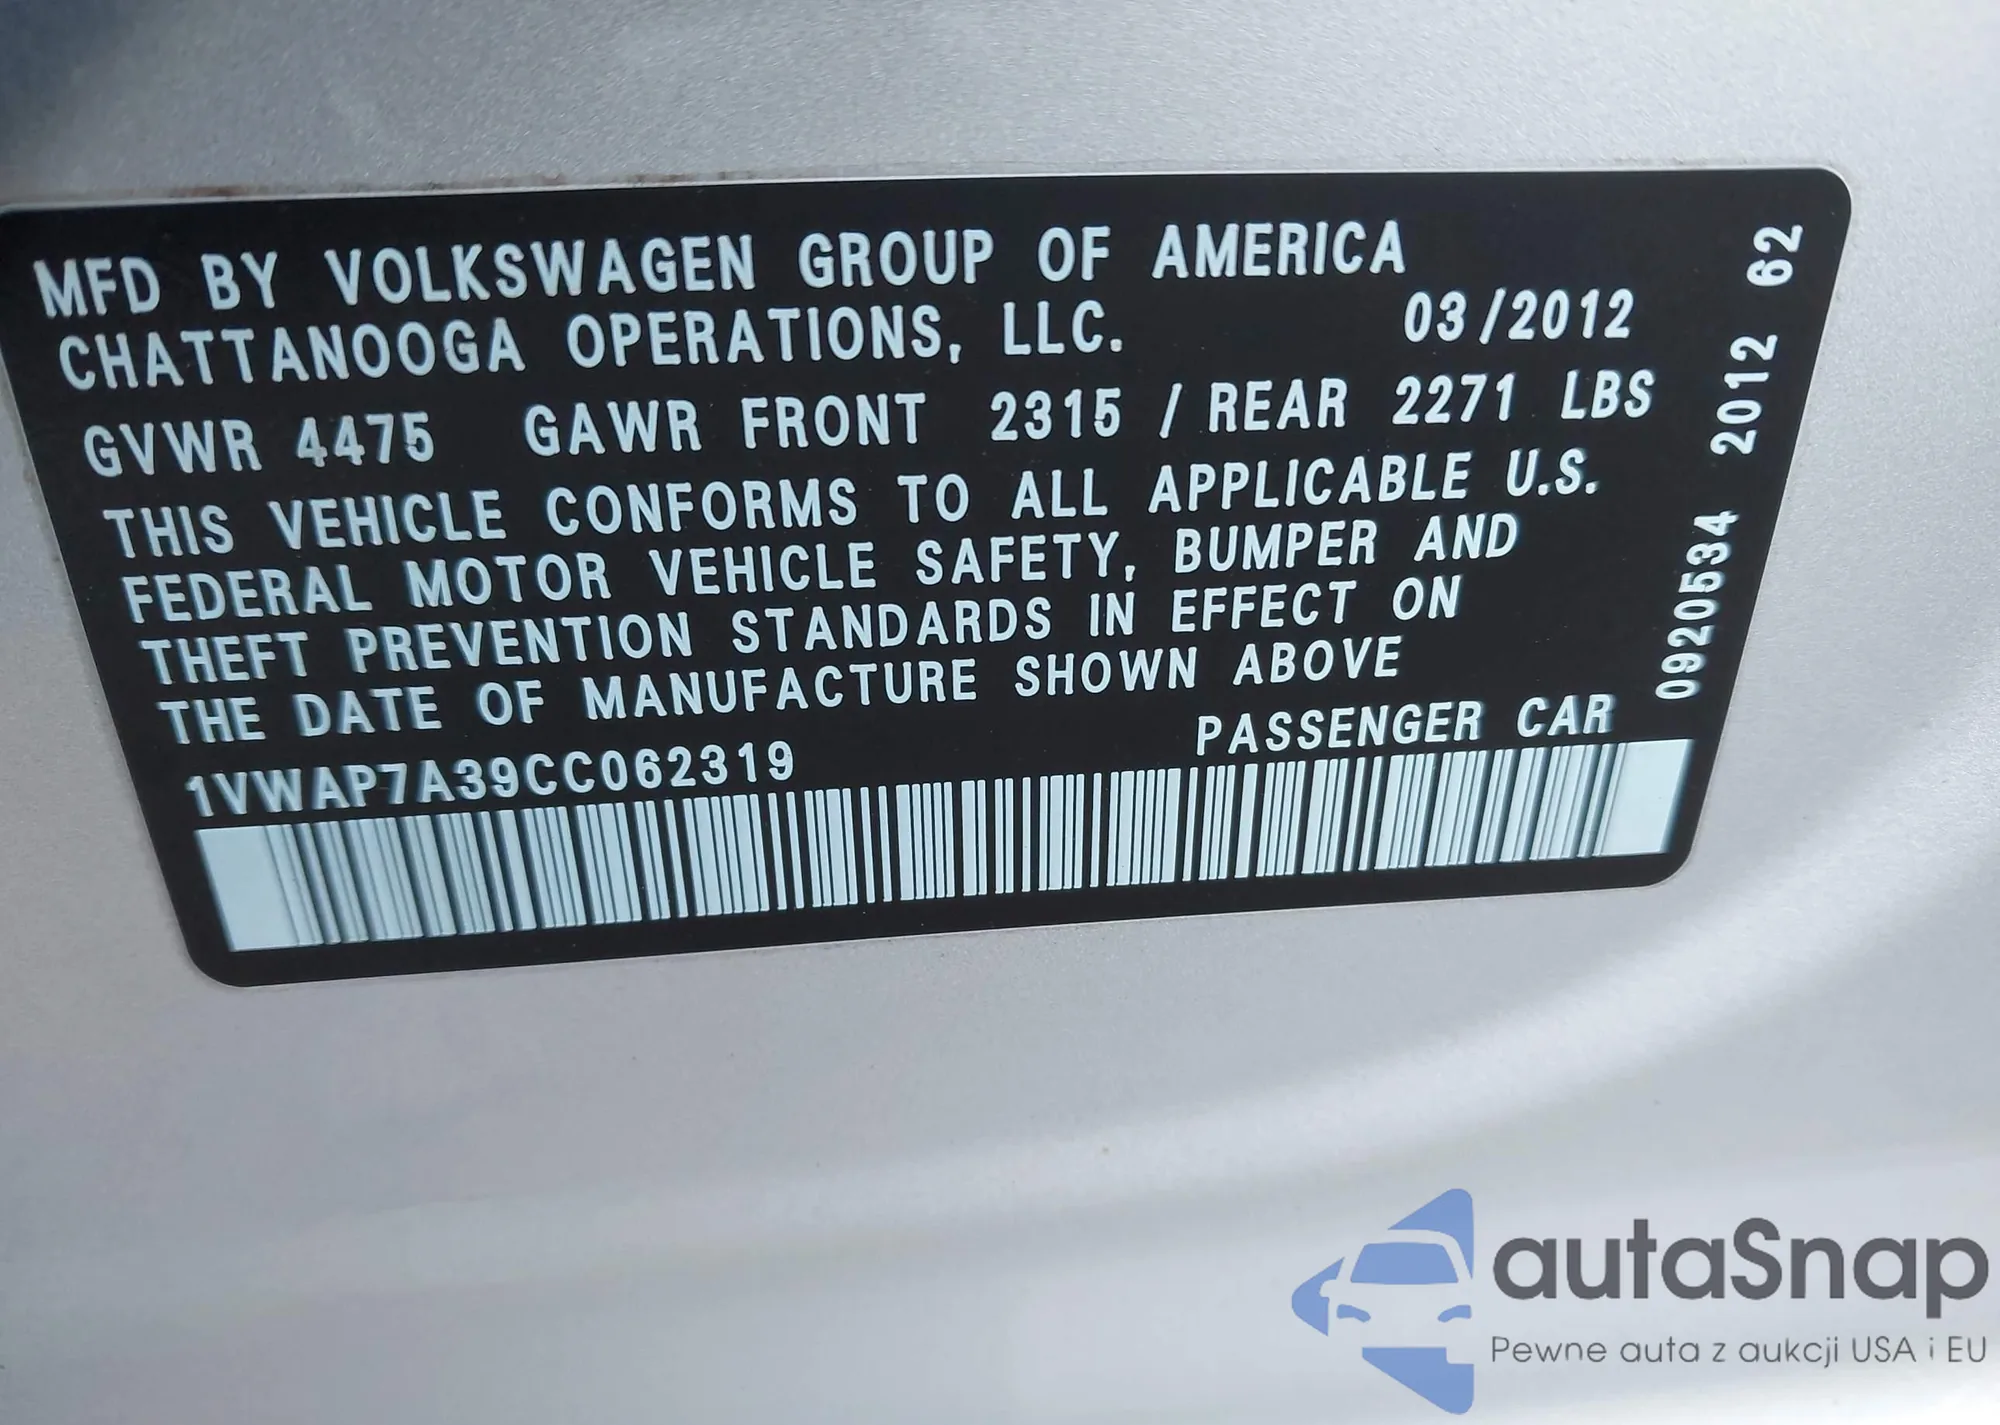 MFD BY VOLKSWAGEN GROUP OF AMERICA
CHATTANOOGA OPERATIONS, LLC. 03/2012
GVWR 4475 GAWR FRONT 2315 / REAR 2271 LBS
THIS VEHICLE CONFORMS TO ALL APPLICABLE U.S.
FEDERAL MOTOR VEHICLE SAFETY, BUMPER AND
THEFT PREVENTION STANDARDS IN EFFECT ON
THE DATE OF MANUFACTURE SHOWN ABOVE
1VWAP7A39CC062319 PASSENGER CAR
0920534 2012 62
autaSnap
Pewne auta z aukcji USA i EU